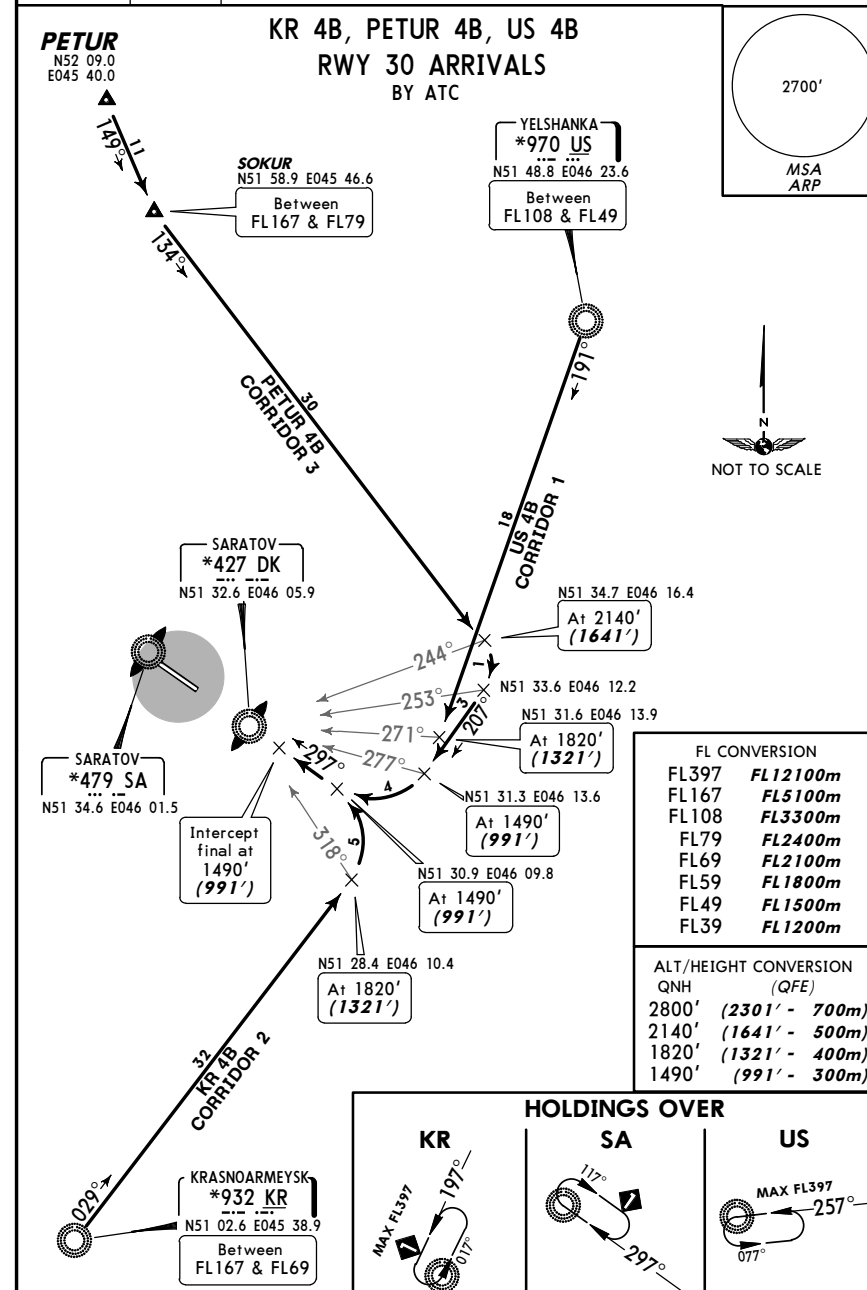 KR 4B, PETUR 4B, US 4B
RWY 30 ARRIVALS
BY ATC
2700'
MSA
ARP
PETUR
N52 09.0
E045 40.0
149°
11
SOKUR
N51 58.9 E045 46.6
Between
FL167 & FL79
134°
30
PETUR 4B
CORRIDOR 3
YELSHANKA
*970 US
N51 48.8 E046 23.6
Between
FL108 & FL49
191°
18
US 4B
CORRIDOR 1
N
NOT TO SCALE
SARATOV
*427 DK
N51 32.6 E046 05.9
SARATOV
*479 SA
N51 34.6 E046 01.5
N51 34.7 E046 16.4
At 2140'
(1641')
244°
1
253°
N51 33.6 E046 12.2
3
207°
271°
N51 31.6 E046 13.9
At 1820'
(1321')
277°
4
N51 31.3 E046 13.6
At 1490'
(991')
297°
Intercept
final at
1490'
(991')
318°
5
N51 30.9 E046 09.8
At 1490'
(991')
N51 28.4 E046 10.4
At 1820'
(1321')
32
KR 4B
CORRIDOR 2
029°
KRASNOARMEYSK
*932 KR
N51 02.6 E045 38.9
Between
FL167 & FL69
FL CONVERSION
FL397 FL12100m
FL167 FL5100m
FL108 FL3300m
FL79 FL2400m
FL69 FL2100m
FL59 FL1800m
FL49 FL1500m
FL39 FL1200m
ALT/HEIGHT CONVERSION
QNH (QFE)
2800' (2301' - 700m)
2140' (1641' - 500m)
1820' (1321' - 400m)
1490' (991' - 300m)
HOLDINGS OVER
KR
MAX FL397
197°
017°
1
SA
117°
1
297°
US
MAX FL397
257°
077°